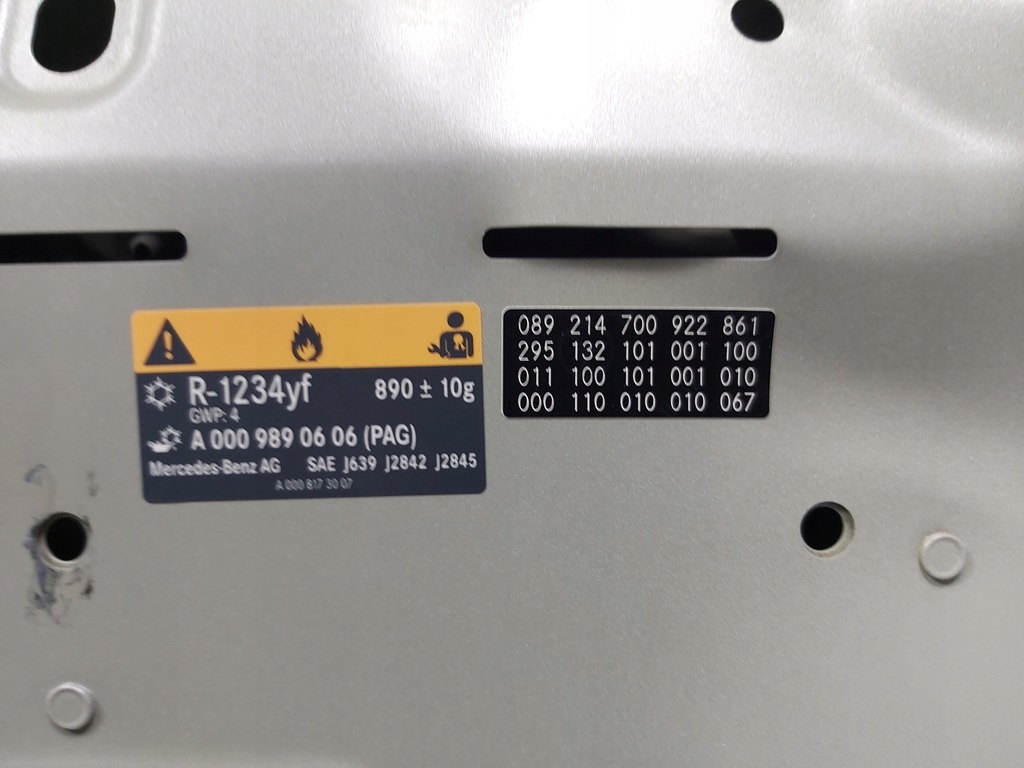 R-1234yf 890 ± 10g
GWP: 4
A 000 989 06 06 (PAG)
Mercedes-Benz AG SAE J639 J2842 J2845
A 000 817 30 07
089 214 700 922 861
295 132 101 001 100
011 100 101 001 010
000 110 010 010 067